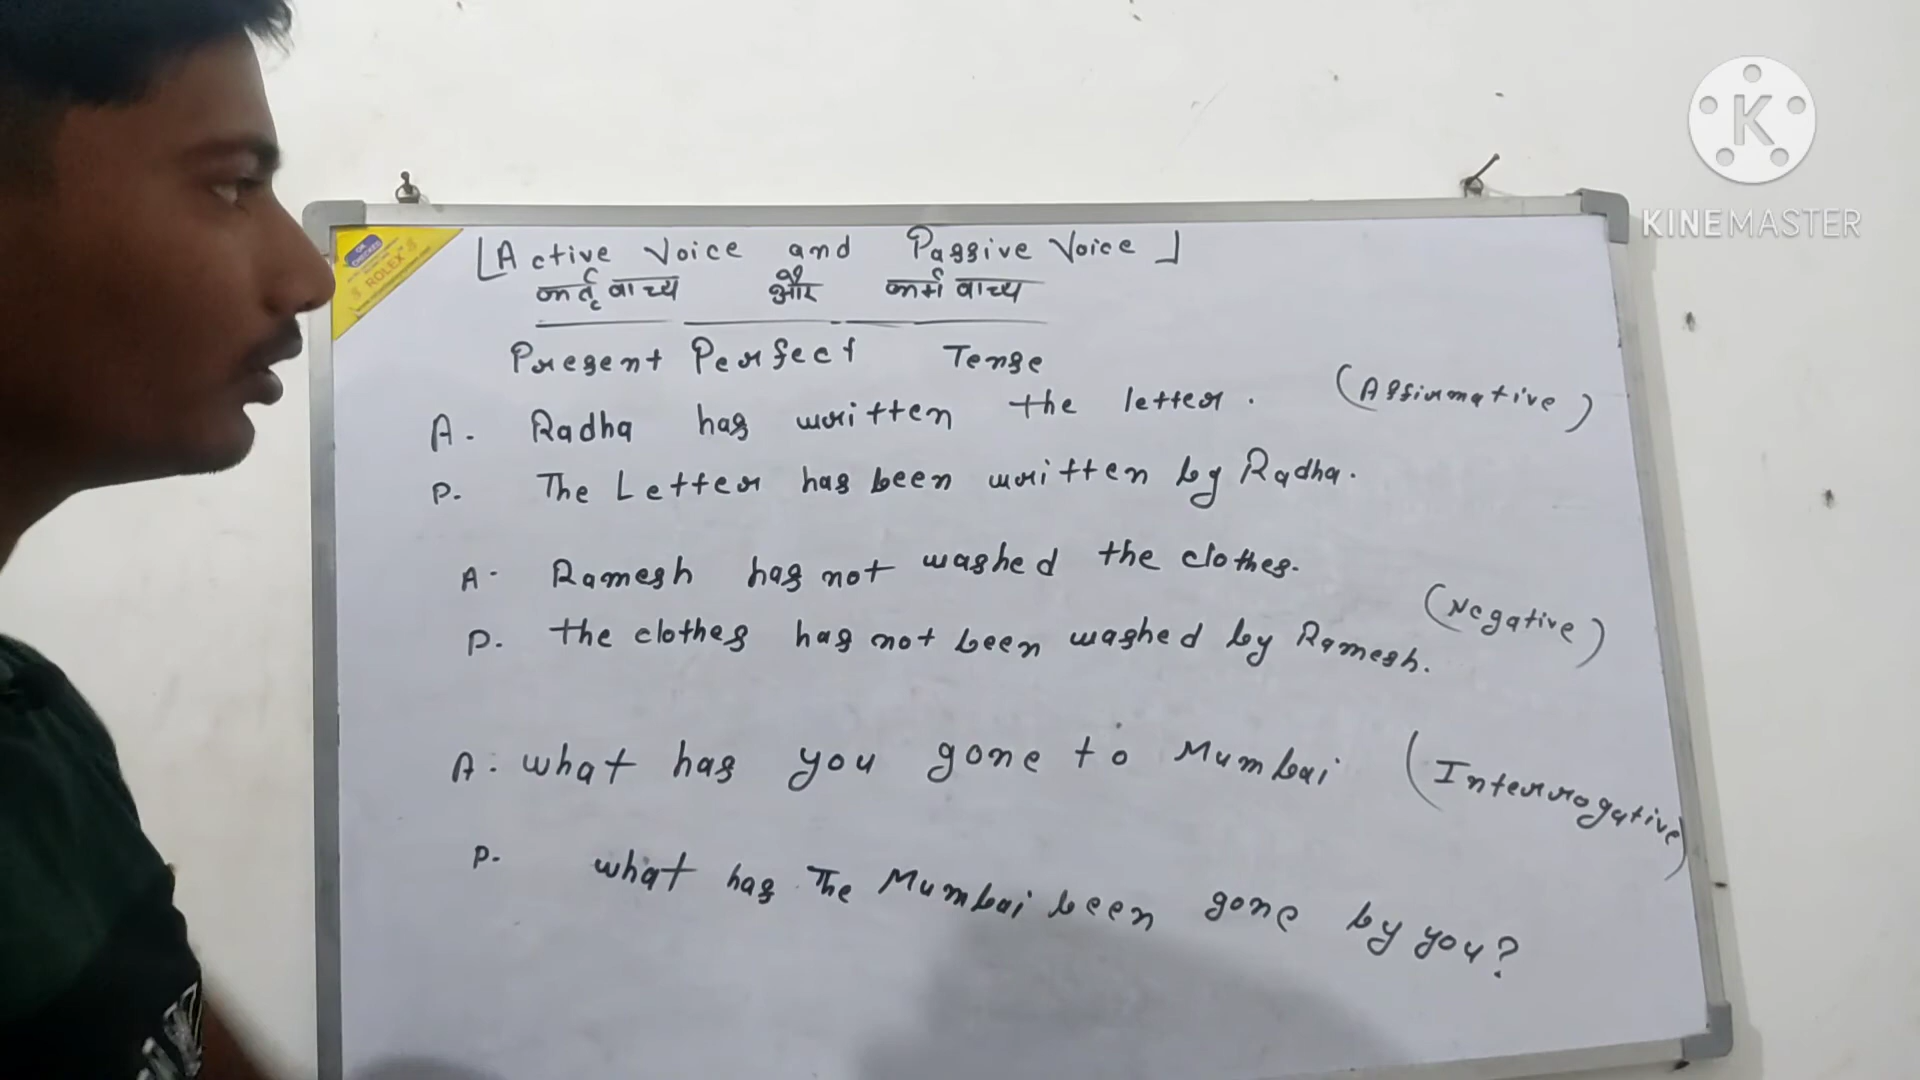 [Active Voice and Passive Voice]
कर्तृ वाच्य और कर्म वाच्य
Present Perfect Tense
A. Radha has written the letter. (Affirmative)
P. The Letter has been written by Radha.
A. Ramesh has not washed the clothes.
(Negative)
P. the clothes has not been washed by Ramesh.
A. what has you gone to Mumbai (Interrogative)
P. what has The Mumbai been gone by you?
ROLEX
K
KINEMASTER